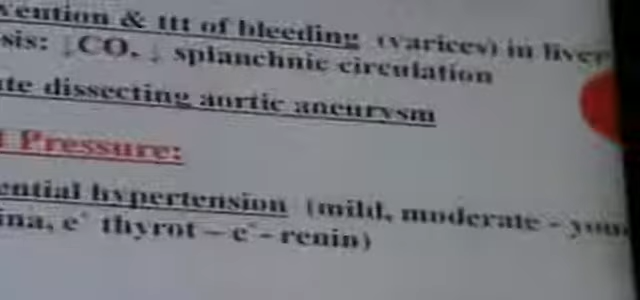 vention & ttt of bleeding (varices) in liver
sis: ↓CO, ↓ splanchnic circulation
te dissecting aortic aneurysm
Pressure:
ential hypertension (mild, moderate - youn
ina, e^ thyrot – e^ - renin)